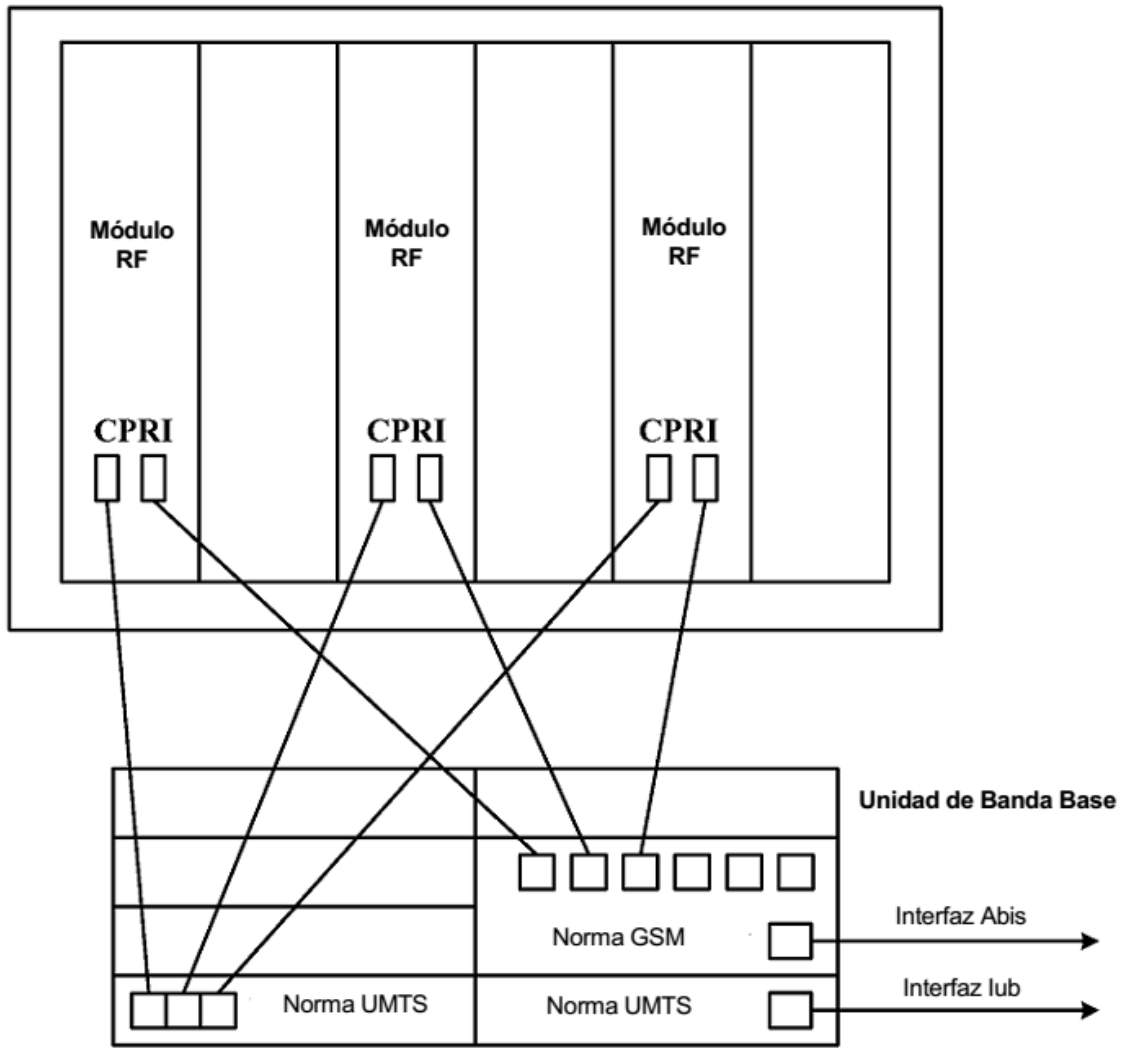 Módulo
RF
Módulo
RF
Módulo
RF
CPRI
CPRI
CPRI
Unidad de Banda Base
Norma GSM
Interfaz Abis
Norma UMTS
Norma UMTS
Interfaz Iub